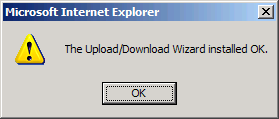 Microsoft Internet Explorer
The Upload/Download Wizard installed OK.
OK